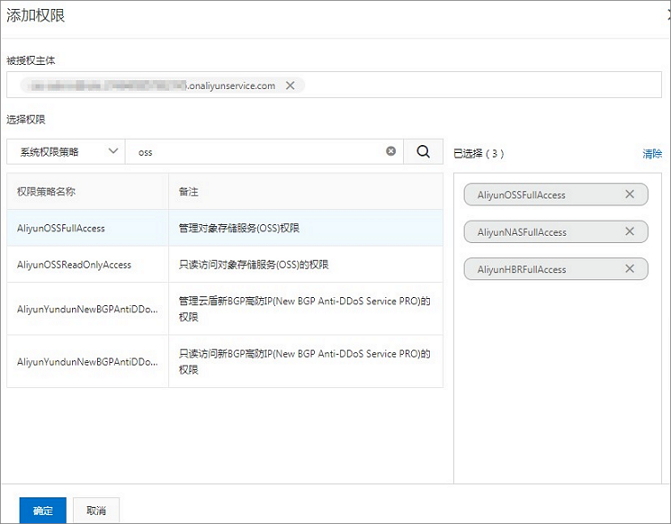 添加权限
被授权主体
.onaliyunservice.com
选择权限
系统权限策略
oss
已选择（3）
清除
权限策略名称
备注
AliyunOSSFullAccess
管理对象存储服务(OSS)权限
AliyunOSSReadOnlyAccess
只读访问对象存储服务(OSS)的权限
AliyunYundunNewBGPAntiDDo...
管理云盾新BGP高防IP(New BGP Anti-DDoS Service PRO)的
权限
AliyunYundunNewBGPAntiDDo...
只读访问新BGP高防IP(New BGP Anti-DDoS Service PRO)的
权限
AliyunOSSFullAccess
AliyunNASFullAccess
AliyunHBRFullAccess
确定
取消